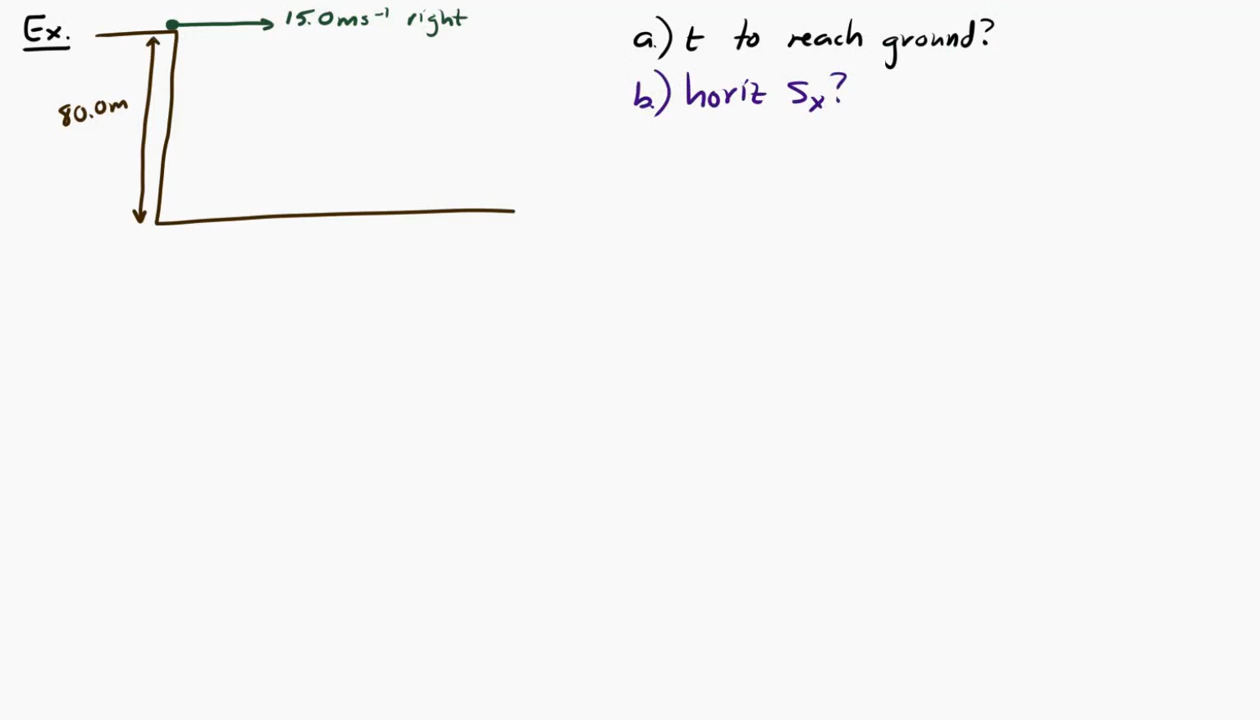 Ex.
15.0ms⁻¹ right
80.0m
a.) t to reach ground?
b.) horiz Sₓ?